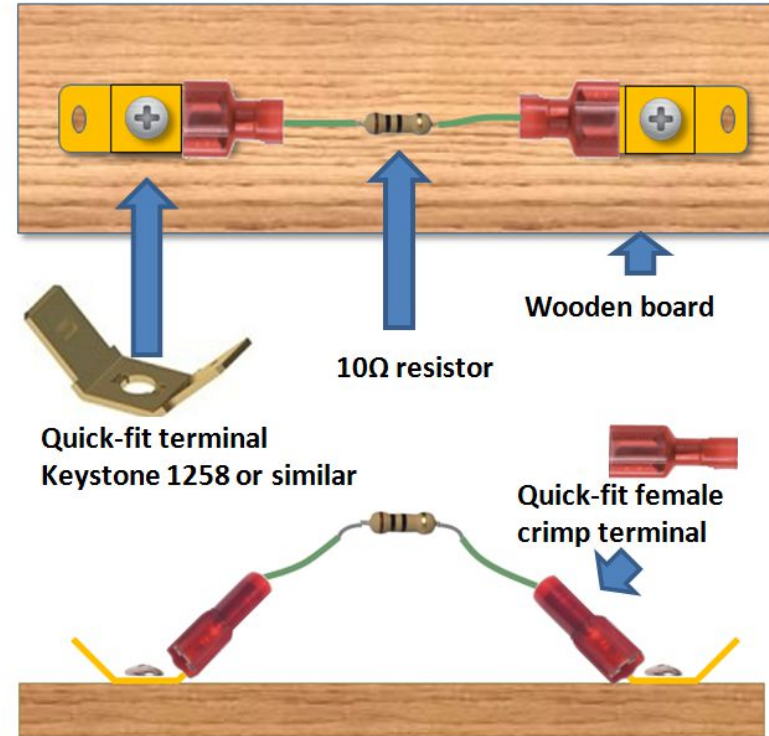 Wooden board
10Ω resistor
Quick-fit terminal
Keystone 1258 or similar
Quick-fit female
crimp terminal